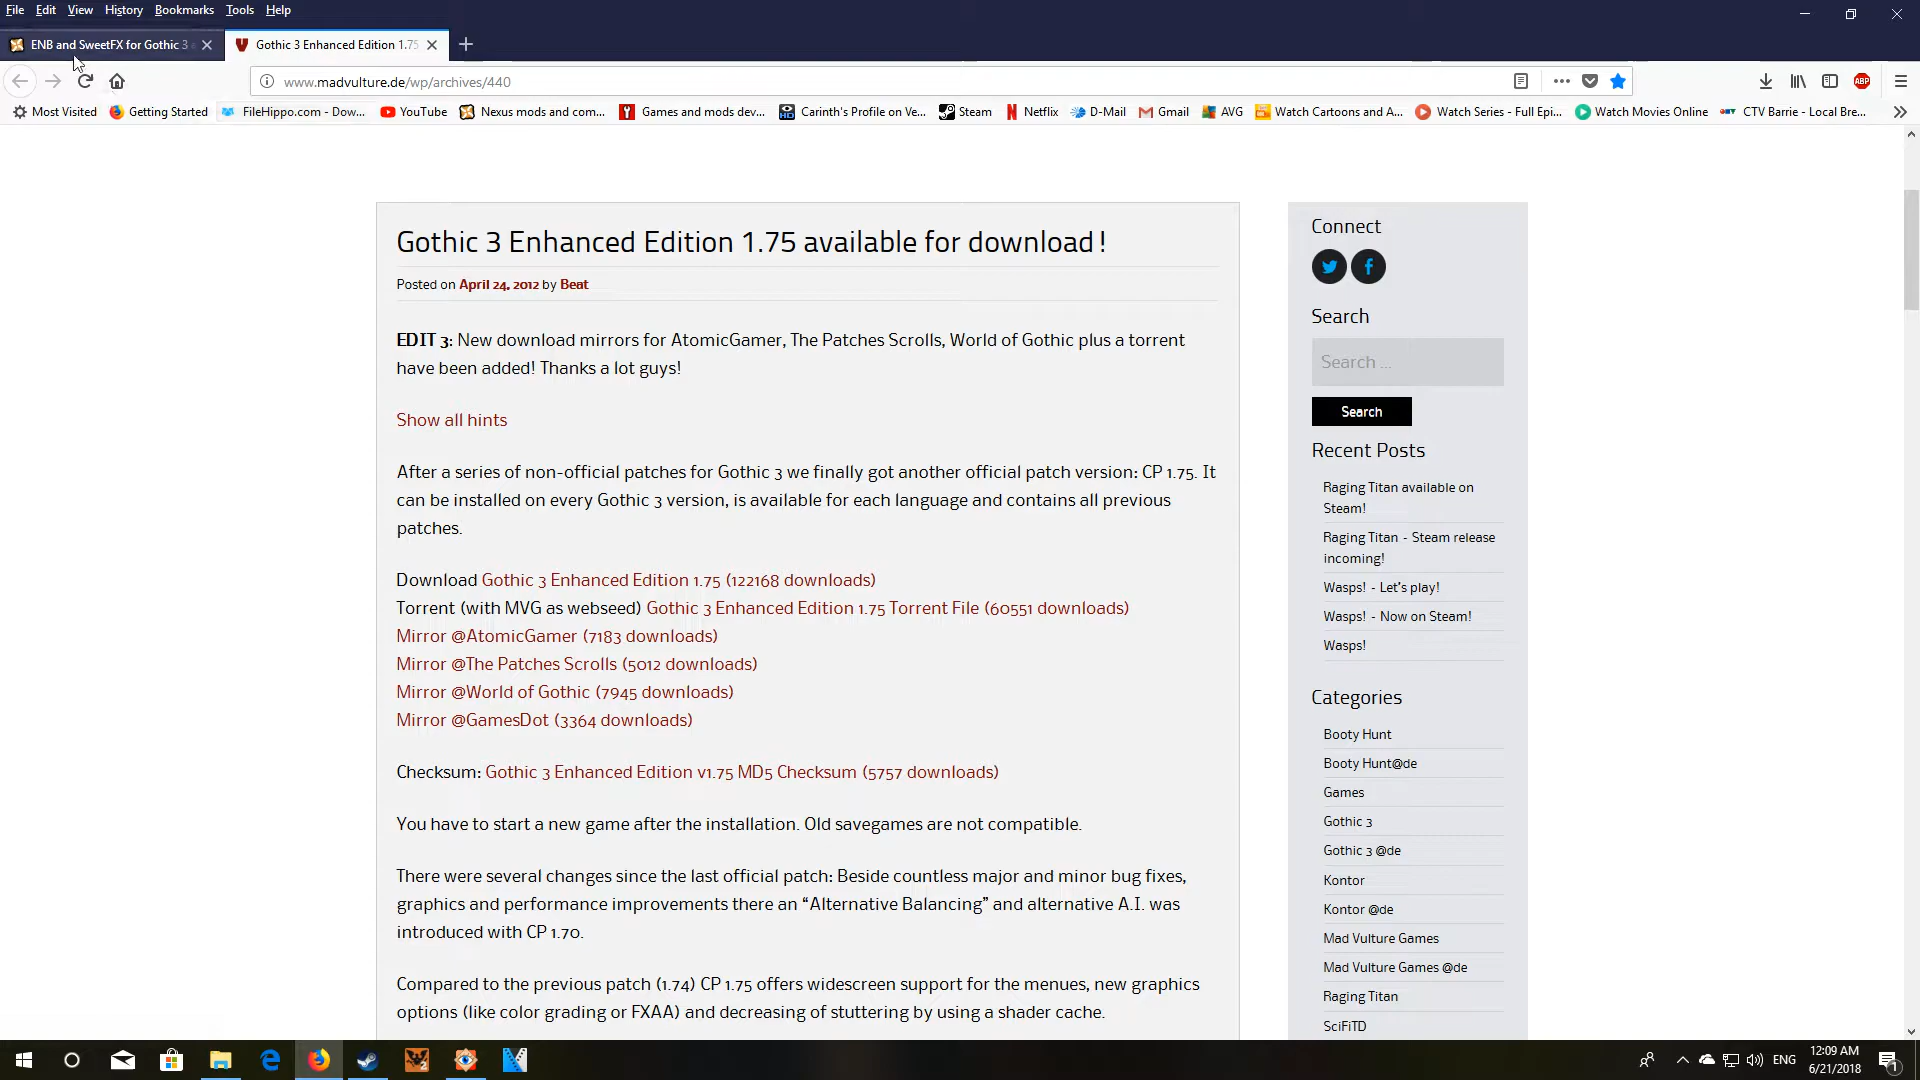 File Edit View History Bookmarks Tools Help
ENB and SweetFX for Gothic 3
Gothic 3 Enhanced Edition 1.75
www.madvulture.de/wp/archives/440
ABP
Most Visited Getting Started FileHippo.com - Dow... YouTube Nexus mods and com... Games and mods dev... Carinth's Profile on Ve... Steam Netflix D-Mail Gmail AVG Watch Cartoons and A... Watch Series - Full Epi... Watch Movies Online CTV Barrie - Local Bre...
Gothic 3 Enhanced Edition 1.75 available for download!
Posted on April 24, 2012 by Beat
EDIT 3: New download mirrors for AtomicGamer, The Patches Scrolls, World of Gothic plus a torrent
have been added! Thanks a lot guys!
Show all hints
After a series of non-official patches for Gothic 3 we finally got another official patch version: CP 1.75. It
can be installed on every Gothic 3 version, is available for each language and contains all previous
patches.
Download Gothic 3 Enhanced Edition 1.75 (122168 downloads)
Torrent (with MVG as webseed) Gothic 3 Enhanced Edition 1.75 Torrent File (60551 downloads)
Mirror @AtomicGamer (7183 downloads)
Mirror @The Patches Scrolls (5012 downloads)
Mirror @World of Gothic (7945 downloads)
Mirror @GamesDot (3364 downloads)
Checksum: Gothic 3 Enhanced Edition v1.75 MD5 Checksum (5757 downloads)
You have to start a new game after the installation. Old savegames are not compatible.
There were several changes since the last official patch: Beside countless major and minor bug fixes,
graphics and performance improvements there an “Alternative Balancing” and alternative A.I. was
introduced with CP 1.70.
Compared to the previous patch (1.74) CP 1.75 offers widescreen support for the menues, new graphics
options (like color grading or FXAA) and decreasing of stuttering by using a shader cache.
Connect
Search
Search ...
Search
Recent Posts
Raging Titan available on
Steam!
Raging Titan - Steam release
incoming!
Wasps! - Let's play!
Wasps! - Now on Steam!
Wasps!
Categories
Booty Hunt
Booty Hunt@de
Games
Gothic 3
Gothic 3 @de
Kontor
Kontor @de
Mad Vulture Games
Mad Vulture Games @de
Raging Titan
SciFiTD
ENG
12:09 AM
6/21/2018
1